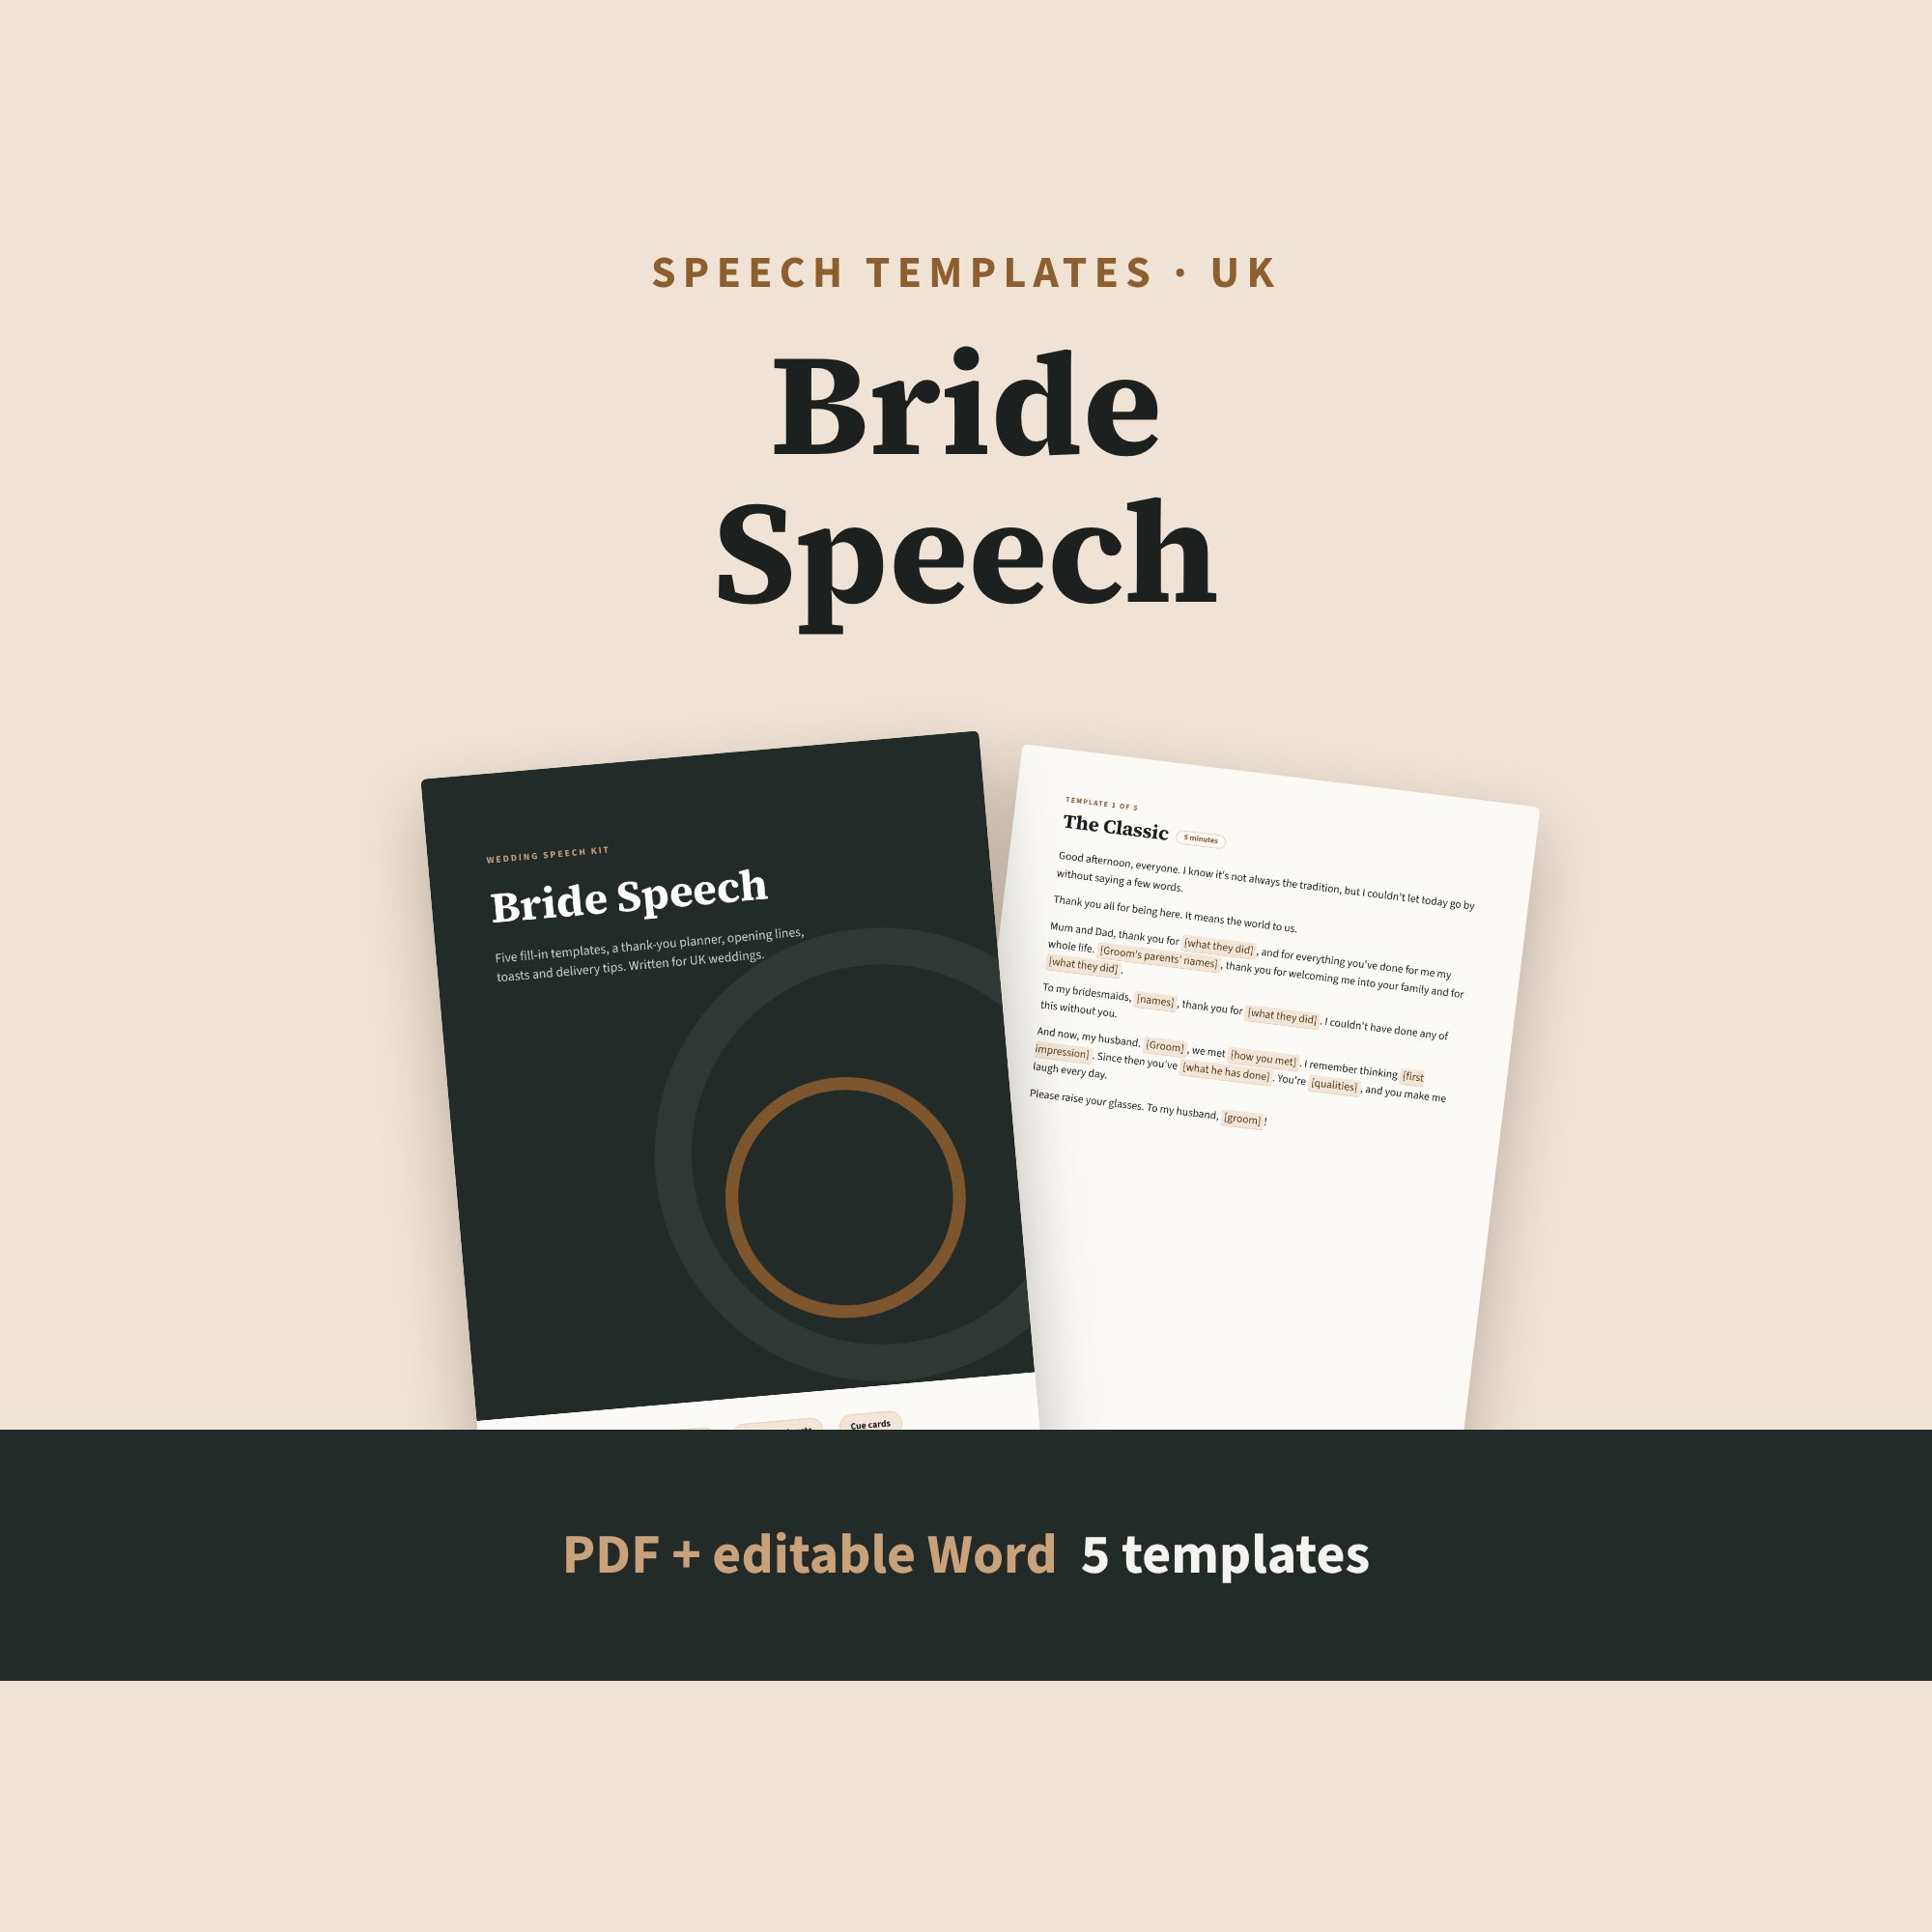 SPEECH TEMPLATES · UK
Bride
Speech
WEDDING SPEECH KIT
Bride Speech
Five fill-in templates, a thank-you planner, opening lines,
toasts and delivery tips. Written for UK weddings.
Cue cards
TEMPLATE 1 OF 5
The Classic 5 minutes
Good afternoon, everyone. I know it's not always the tradition, but I couldn't let today go by
without saying a few words.
Thank you all for being here. It means the world to us.
Mum and Dad, thank you for [what they did], and for everything you've done for me my
whole life. [Groom's parents' names], thank you for welcoming me into your family and for
[what they did].
To my bridesmaids, [names], thank you for [what they did]. I couldn't have done any of
this without you.
And now, my husband. [Groom], we met [how you met]. I remember thinking [first
impression]. Since then you've [what he has done]. You're [qualities], and you make me
laugh every day.
Please raise your glasses. To my husband, [groom]!
PDF + editable Word 5 templates